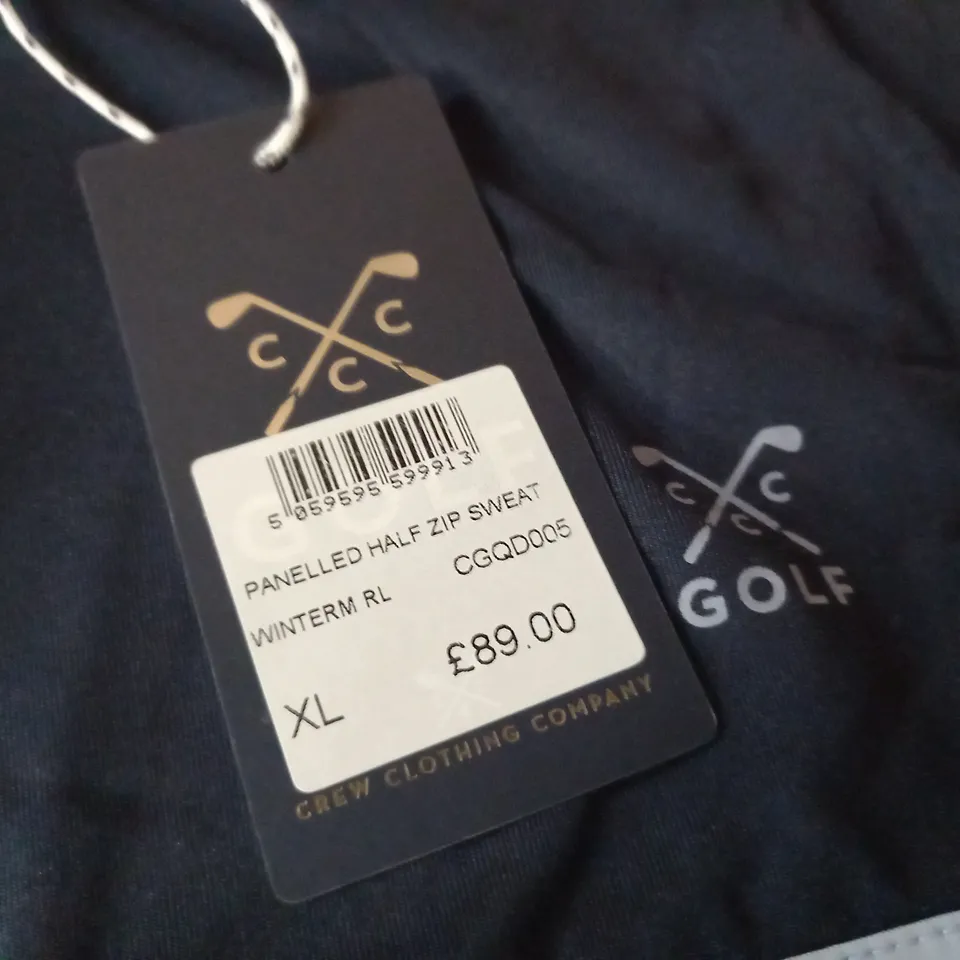 C C
C
5 059595 599913
PANELLED HALF ZIP SWEAT
WINTERM RL CGQD005
£89.00
XL
CREW CLOTHING COMPANY
C C
C
GOLF